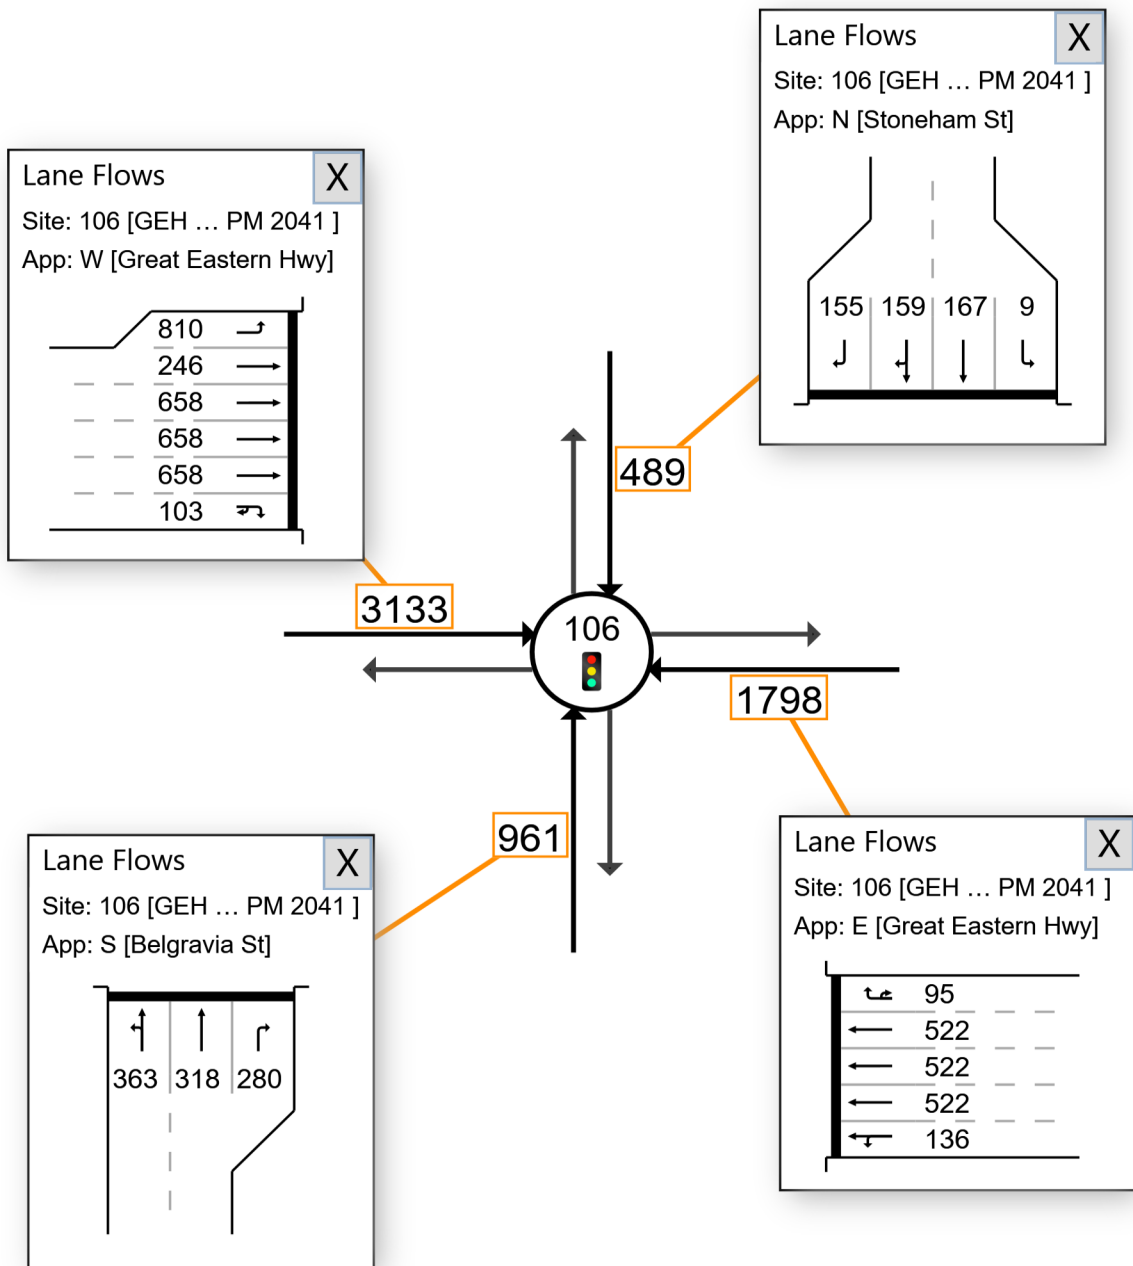 Lane Flows
X
Site: 106 [GEH ... PM 2041 ]
App: N [Stoneham St]
155 159 167 9
Lane Flows
X
Site: 106 [GEH ... PM 2041 ]
App: W [Great Eastern Hwy]
810
246
658
658
658
103
489
3133
106
1798
961
Lane Flows
X
Site: 106 [GEH ... PM 2041 ]
App: E [Great Eastern Hwy]
95
522
522
522
136
Lane Flows
X
Site: 106 [GEH ... PM 2041 ]
App: S [Belgravia St]
363 318 280